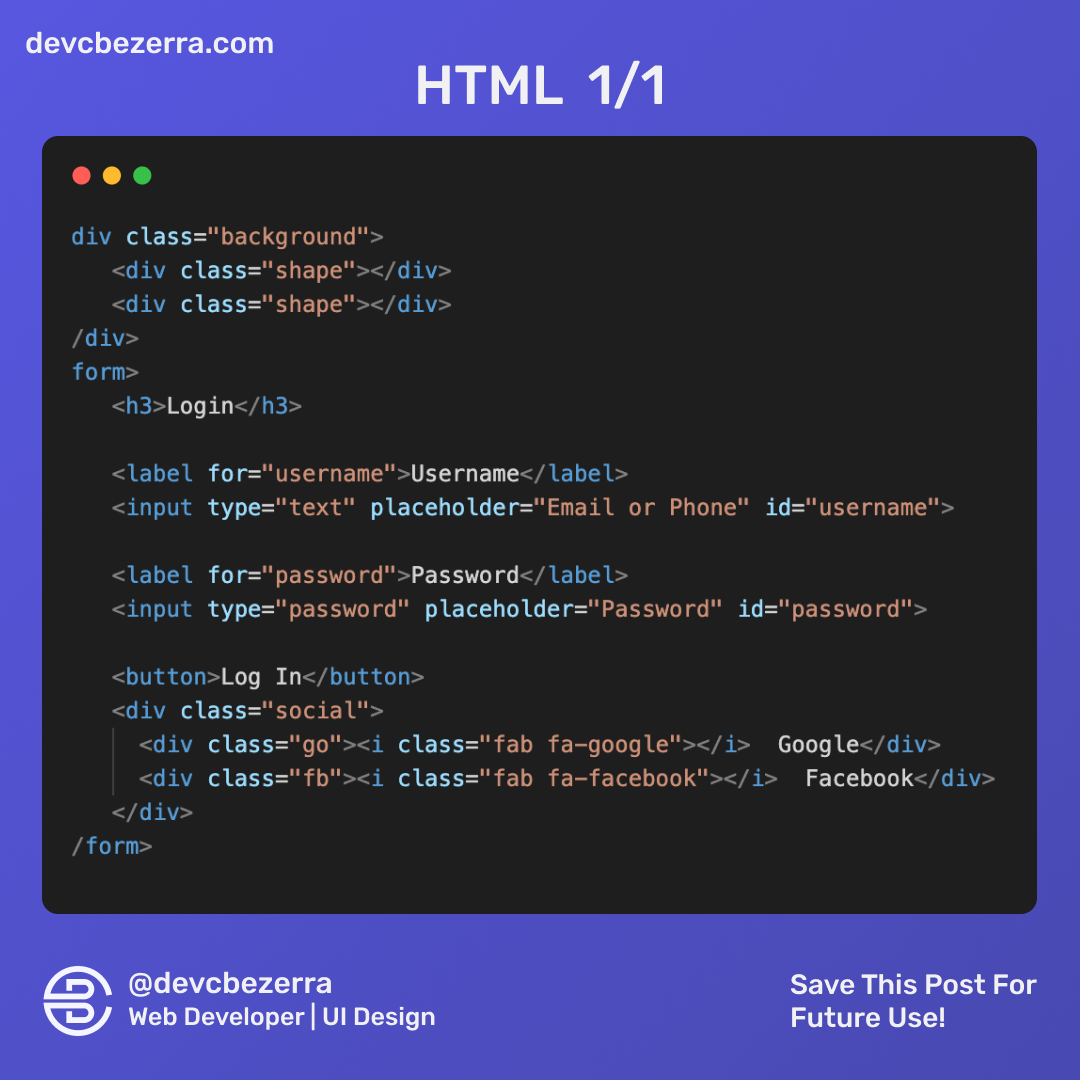 devcbezerra.com
HTML 1/1
div class="background">
   <div class="shape"></div>
   <div class="shape"></div>
/div>
form>
   <h3>Login</h3>
   <label for="username">Username</label>
   <input type="text" placeholder="Email or Phone" id="username">
   <label for="password">Password</label>
   <input type="password" placeholder="Password" id="password">
   <button>Log In</button>
   <div class="social">
     <div class="go"><i class="fab fa-google"></i>  Google</div>
     <div class="fb"><i class="fab fa-facebook"></i>  Facebook</div>
   </div>
/form>
@devcbezerra
Web Developer | UI Design
Save This Post For
Future Use!